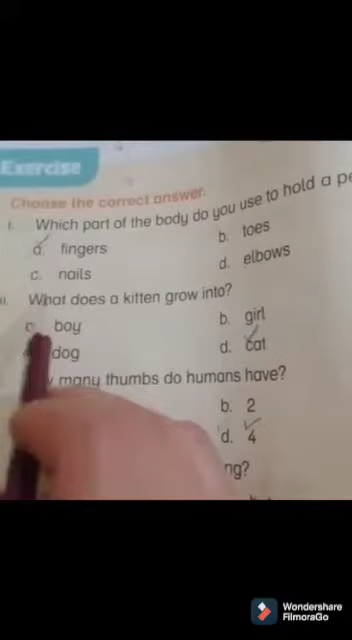 Exercise
Choose the correct answer.
i. Which part of the body do you use to hold a
a. fingers b. toes
c. nails d. elbows
ii. What does a kitten grow into?
boy b. girl
dog d. cat
many thumbs do humans have?
b. 2
d. 4
ng?
Wondershare
FilmoraGo